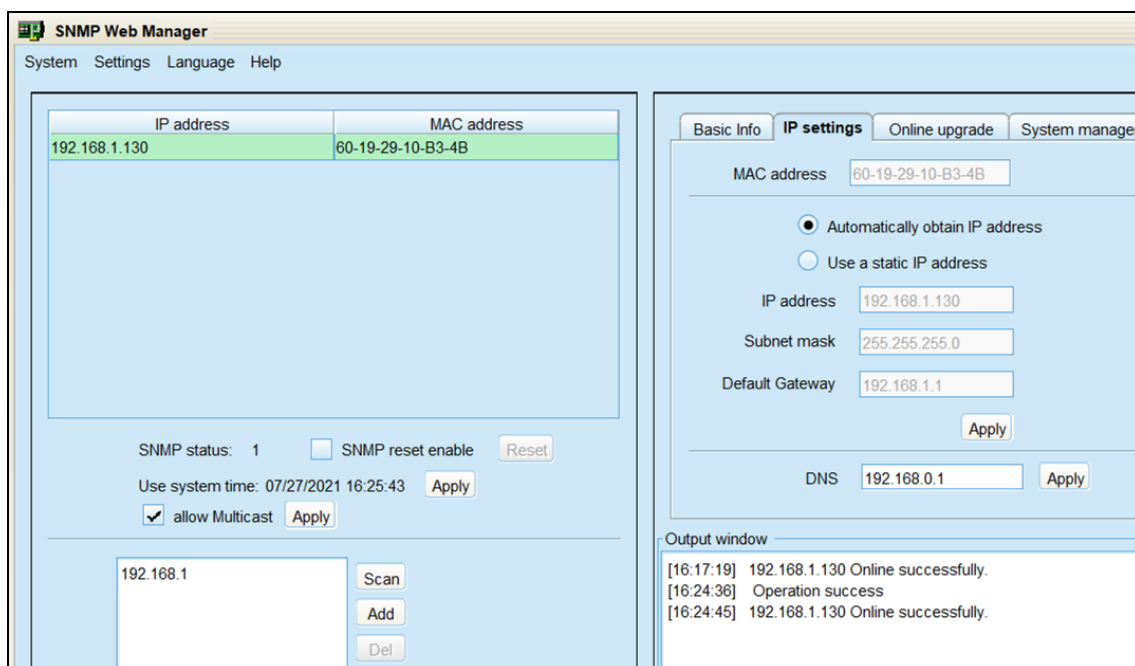 SNMP Web Manager
System Settings Language Help
IP address MAC address
192.168.1.130 60-19-29-10-B3-4B
SNMP status: 1 SNMP reset enable Reset
Use system time: 07/27/2021 16:25:43 Apply
allow Multicast Apply
192.168.1
Scan
Add
Del
Basic Info IP settings Online upgrade System manager
MAC address 60-19-29-10-B3-4B
Automatically obtain IP address
Use a static IP address
IP address 192.168.1.130
Subnet mask 255.255.255.0
Default Gateway 192.168.1.1
Apply
DNS 192.168.0.1 Apply
Output window
[16:17:19] 192.168.1.130 Online successfully.
[16:24:36] Operation success
[16:24:45] 192.168.1.130 Online successfully.